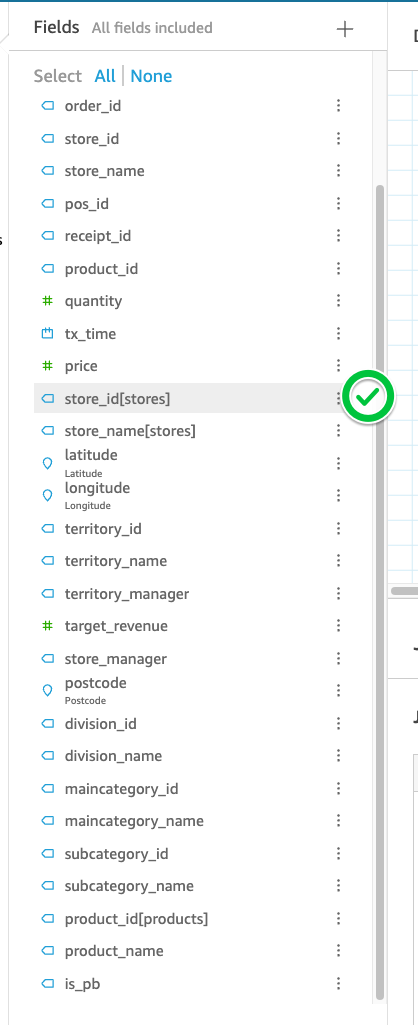 Fields All fields included
Select All None
order_id
store_id
store_name
pos_id
receipt_id
product_id
quantity
tx_time
price
store_id[stores]
store_name[stores]
latitude
Latitude
longitude
Longitude
territory_id
territory_name
territory_manager
target_revenue
store_manager
postcode
Postcode
division_id
division_name
maincategory_id
maincategory_name
subcategory_id
subcategory_name
product_id[products]
product_name
is_pb